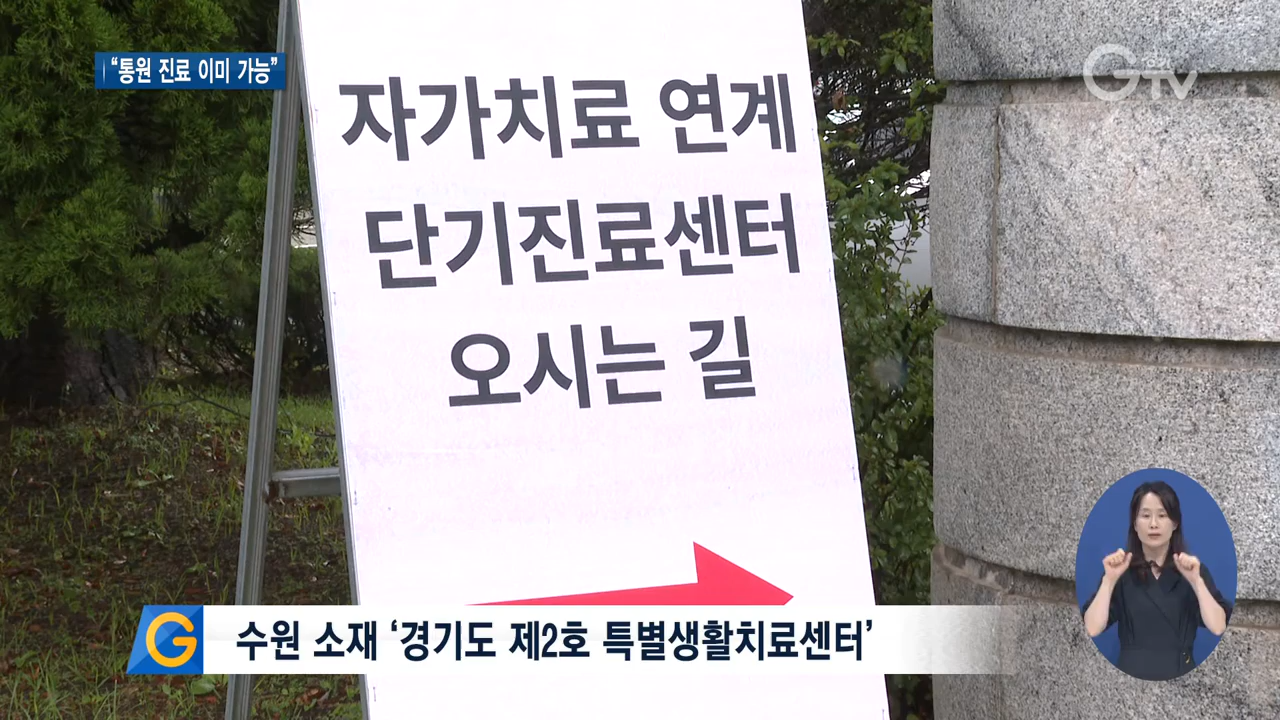 “통원 진료 이미 가능”
GTV
자가치료 연계
단기진료센터
오시는 길
G 수원 소재 ‘경기도 제2호 특별생활치료센터’